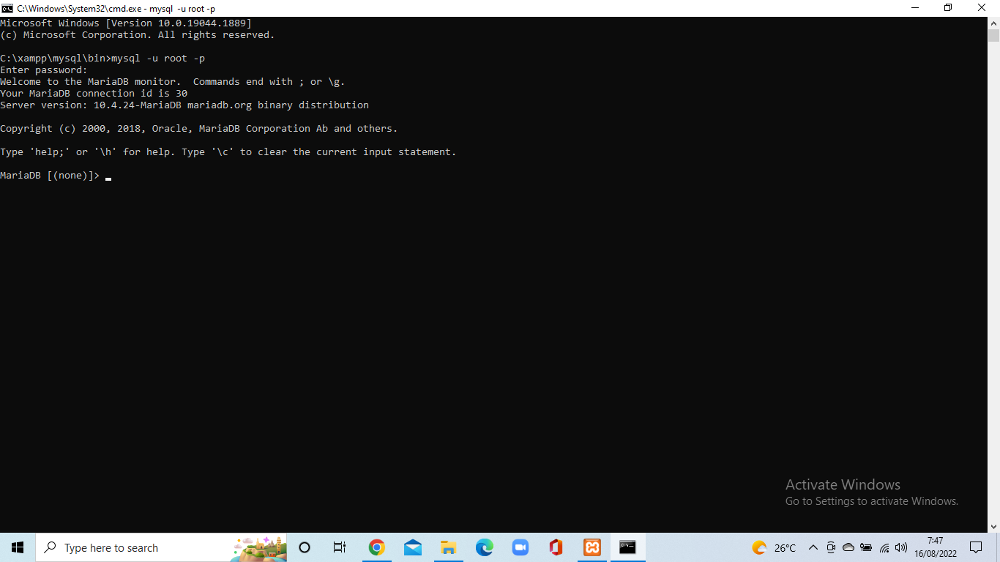 C:\Windows\System32\cmd.exe - mysql  -u root -p
Microsoft Windows [Version 10.0.19044.1889]
(c) Microsoft Corporation. All rights reserved.
C:\xampp\mysql\bin>mysql -u root -p
Enter password:
Welcome to the MariaDB monitor.  Commands end with ; or \g.
Your MariaDB connection id is 30
Server version: 10.4.24-MariaDB mariadb.org binary distribution
Copyright (c) 2000, 2018, Oracle, MariaDB Corporation Ab and others.
Type 'help;' or '\h' for help. Type '\c' to clear the current input statement.
MariaDB [(none)]>
Activate Windows
Go to Settings to activate Windows.
Type here to search
26°C
7:47
16/08/2022